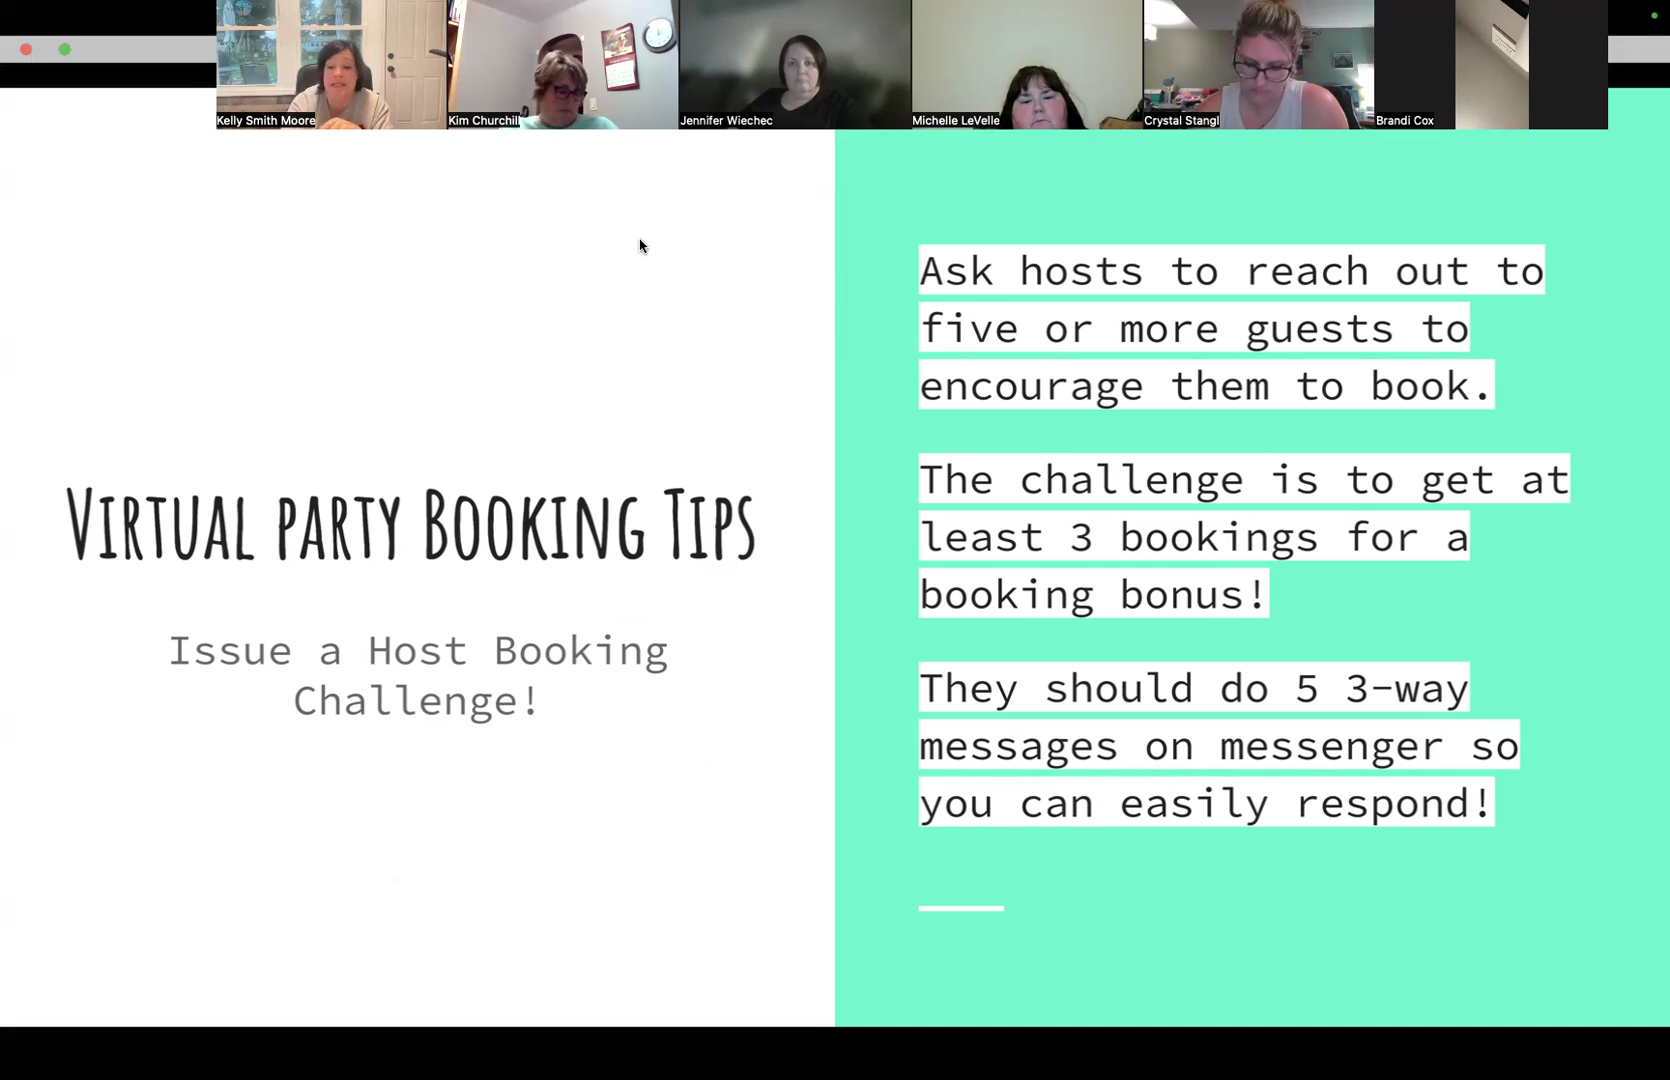 Kelly Smith Moore
Kim Churchill
Jennifer Wiechec
Michelle LeVelle
Crystal Stangl
Brandi Cox
Virtual party Booking Tips
Issue a Host Booking
Challenge!
Ask hosts to reach out to
five or more guests to
encourage them to book.
The challenge is to get at
least 3 bookings for a
booking bonus!
They should do 5 3-way
messages on messenger so
you can easily respond!